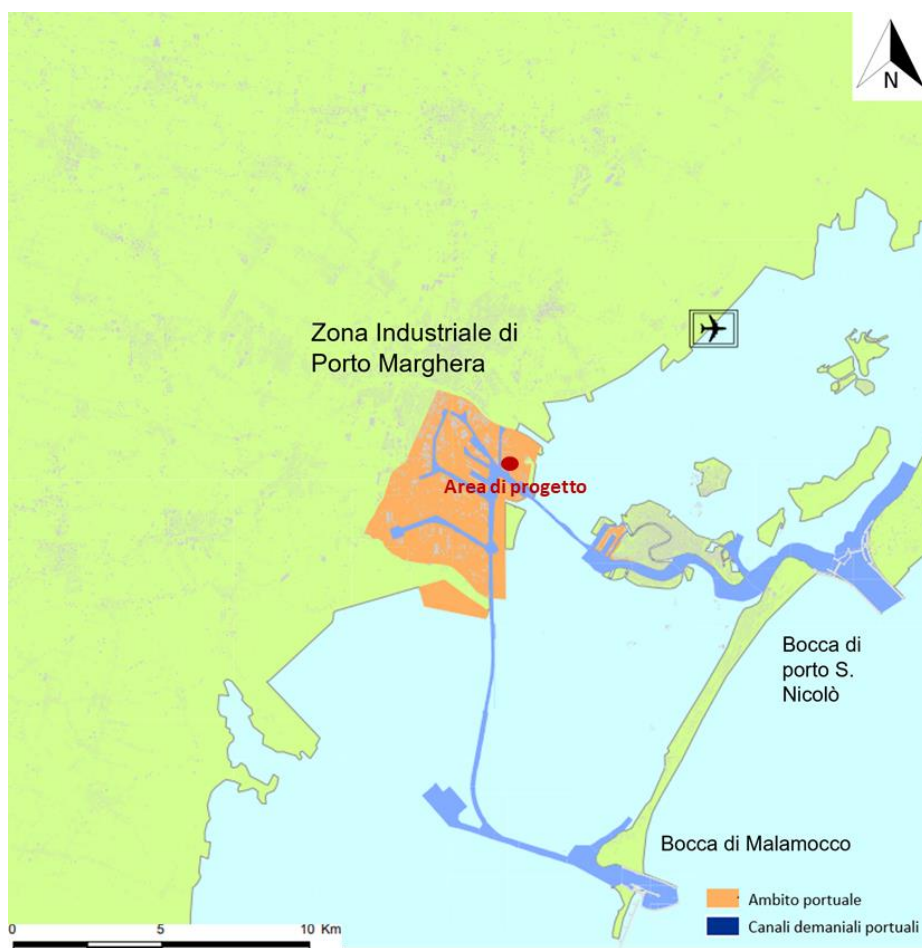 N
Zona Industriale di
Porto Marghera
Area di progetto
Bocca di
porto S.
Nicolò
Bocca di Malamocco
Ambito portuale
Canali demaniali portuali
0 5 10 Km